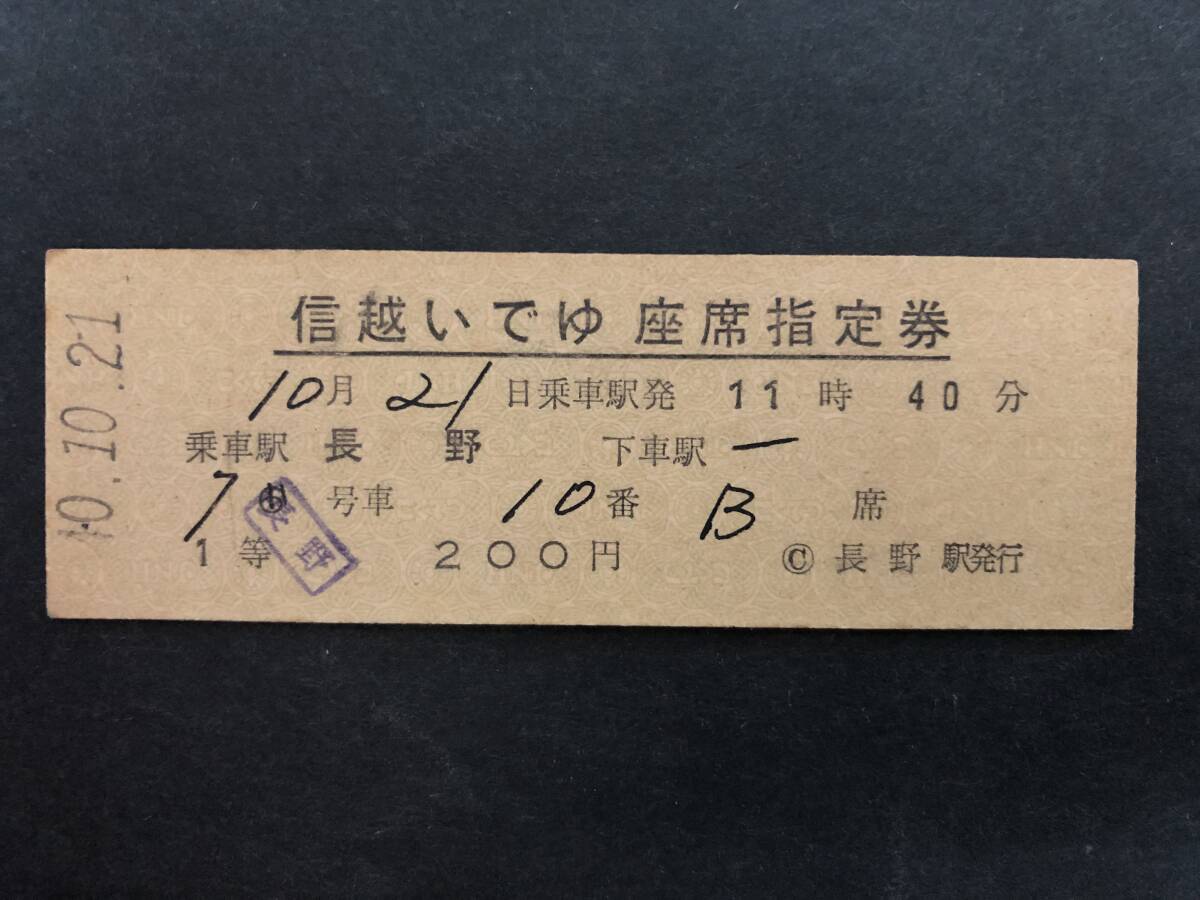 信越いでゆ 座席指定券
10月 21 日乗車駅発 11 時 40 分
乗車駅 長 野 下車駅 ー
7 号車 10 番 B 席
1 等 200円 Ⓒ 長 野 駅発行
長野
10.21